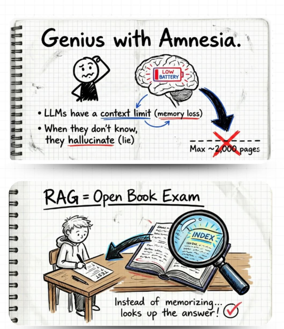 Genius with Amnesia.
LOW
BATTERY
• LLMs have a context limit (memory loss)
• When they don't know,
they hallucinate (lie)
Max ~2,000 pages
RAG = Open Book Exam
INDEX
Instead of memorizing...
looks up the answer!